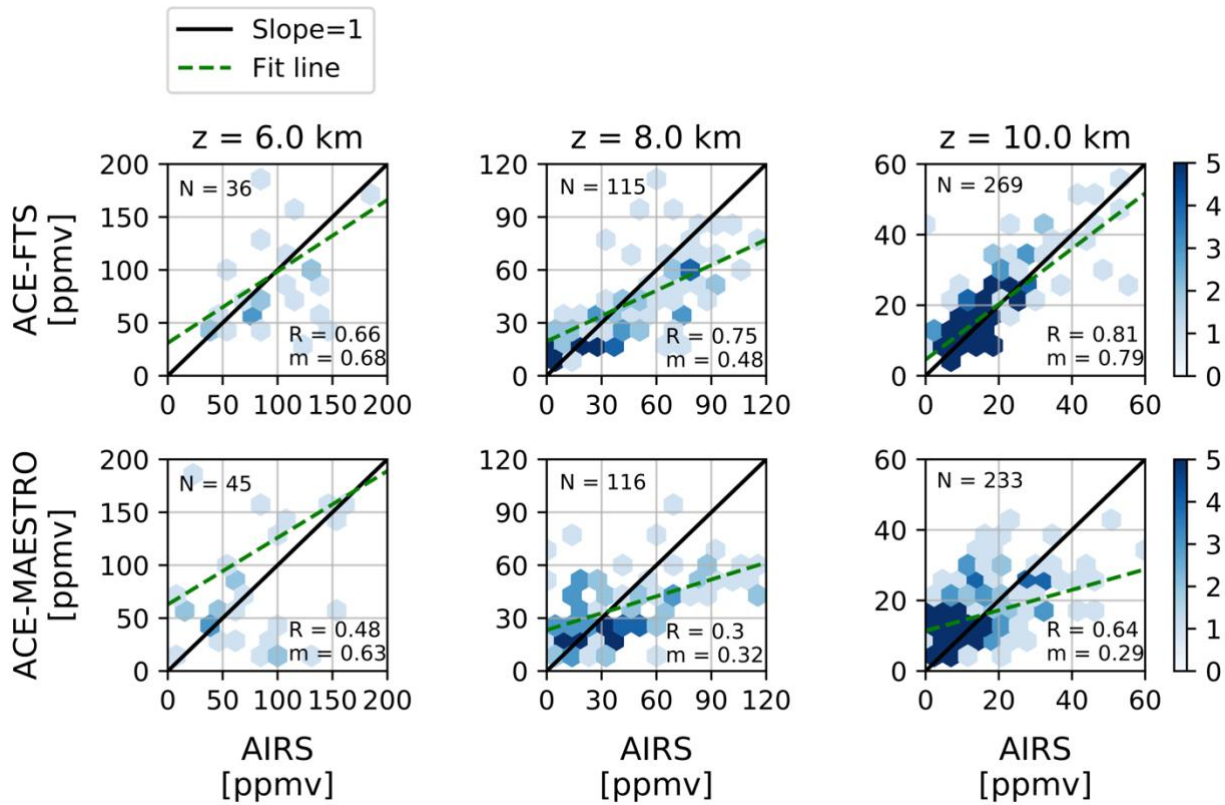 Slope=1
Fit line
z = 6.0 km
z = 8.0 km
z = 10.0 km
ACE-FTS
[ppmv]
200
150
100
50
0
N = 36
R = 0.66
m = 0.68
0 50 100 150 200
120
90
60
30
0
N = 115
R = 0.75
m = 0.48
0 30 60 90 120
60
40
20
0
N = 269
R = 0.81
m = 0.79
0 20 40 60
5
4
3
2
1
0
ACE-MAESTRO
[ppmv]
200
150
100
50
0
N = 45
R = 0.48
m = 0.63
0 50 100 150 200
AIRS
[ppmv]
120
90
60
30
0
N = 116
R = 0.3
m = 0.32
0 30 60 90 120
AIRS
[ppmv]
60
40
20
0
N = 233
R = 0.64
m = 0.29
0 20 40 60
AIRS
[ppmv]
5
4
3
2
1
0